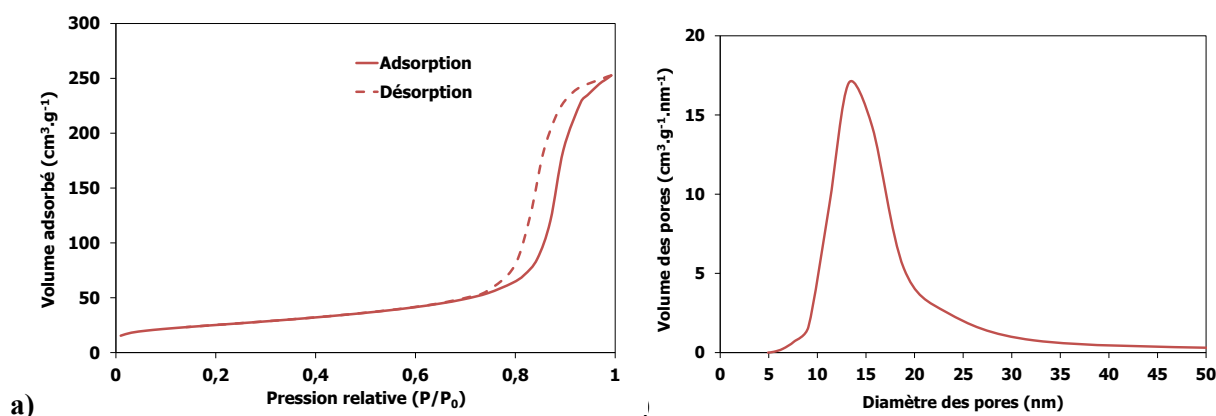 300
250
200
150
100
50
0
Volume adsorbé (cm³.g⁻¹)
Adsorption
Désorption
0 0,2 0,4 0,6 0,8 1
Pression relative (P/P₀)
a)
20
15
10
5
0
Volume des pores (cm³.g⁻¹.nm⁻¹)
0 5 10 15 20 25 30 35 40 45 50
Diamètre des pores (nm)